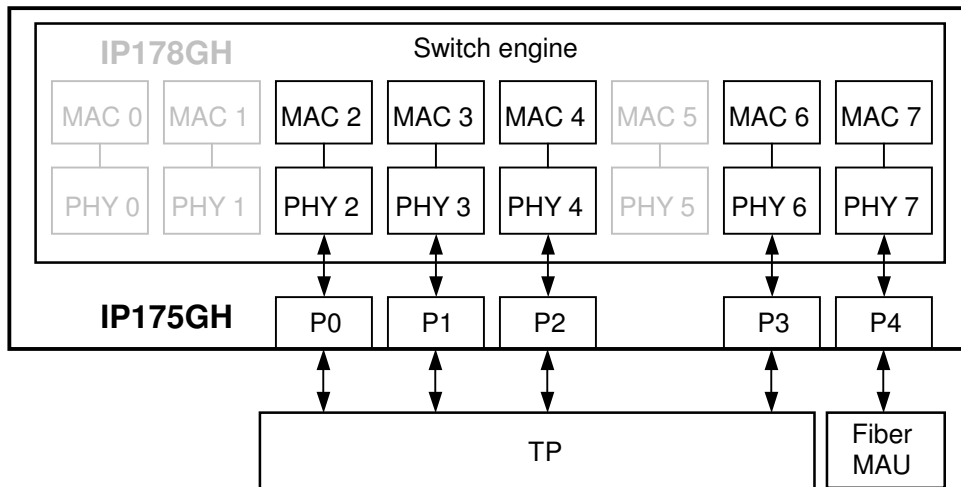 IP178GH
Switch engine
MAC 0 MAC 1 MAC 2 MAC 3 MAC 4 MAC 5 MAC 6 MAC 7
PHY 0 PHY 1 PHY 2 PHY 3 PHY 4 PHY 5 PHY 6 PHY 7
IP175GH P0 P1 P2 P3 P4
TP
Fiber
MAU